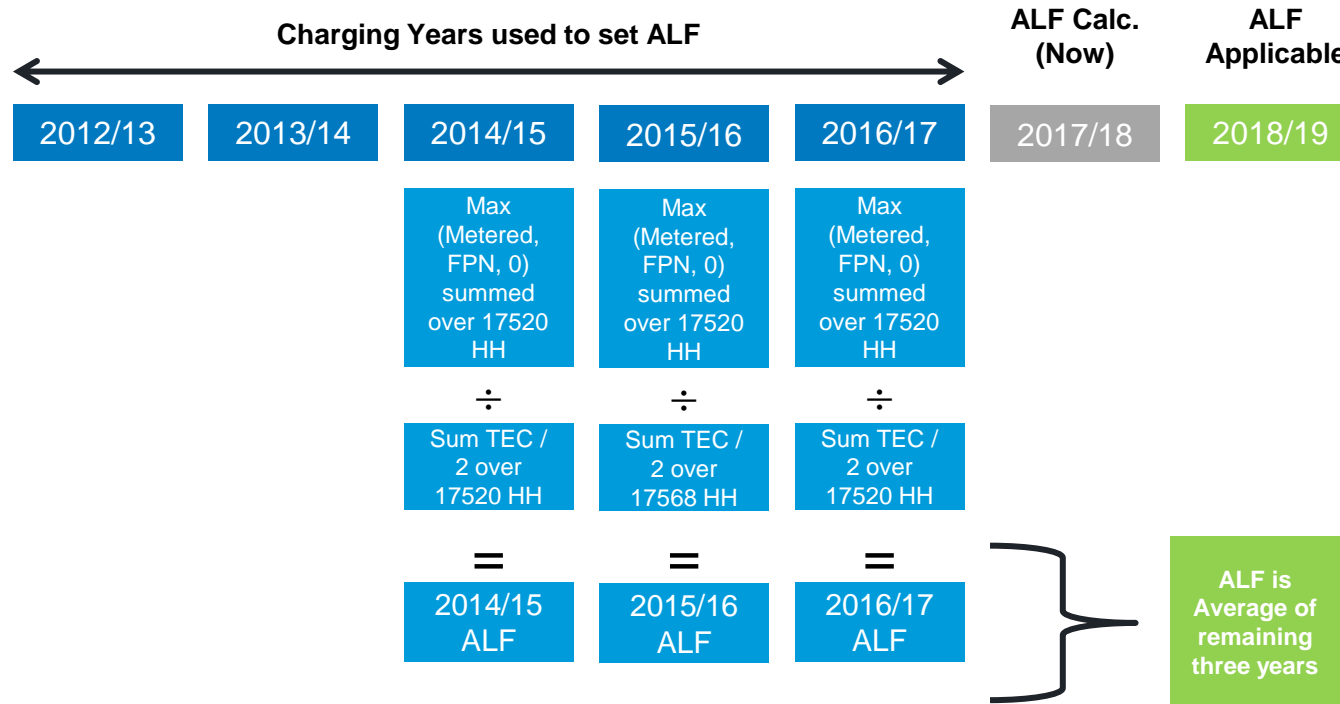 Charging Years used to set ALF
ALF Calc.
(Now)
ALF
Applicable
2012/13
2013/14
2014/15
2015/16
2016/17
2017/18
2018/19
Max
(Metered,
FPN, 0)
summed
over 17520
HH
Max
(Metered,
FPN, 0)
summed
over 17520
HH
Max
(Metered,
FPN, 0)
summed
over 17520
HH
÷
÷
÷
Sum TEC /
2 over
17520 HH
Sum TEC /
2 over
17568 HH
Sum TEC /
2 over
17520 HH
=
=
=
2014/15
ALF
2015/16
ALF
2016/17
ALF
ALF is
Average of
remaining
three years